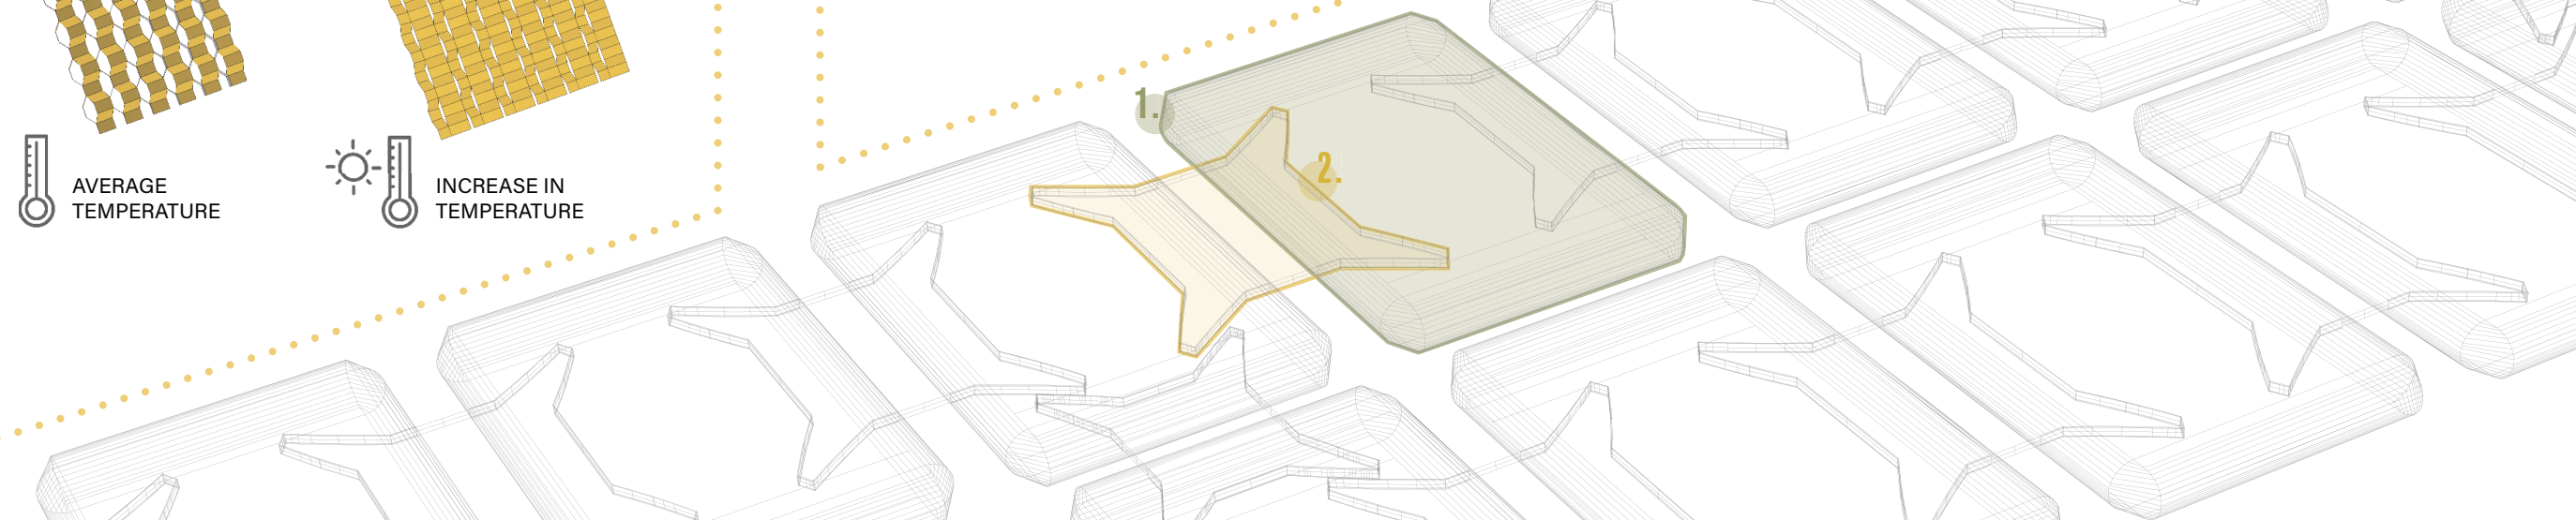 1.
2.
AVERAGE
TEMPERATURE
INCREASE IN
TEMPERATURE